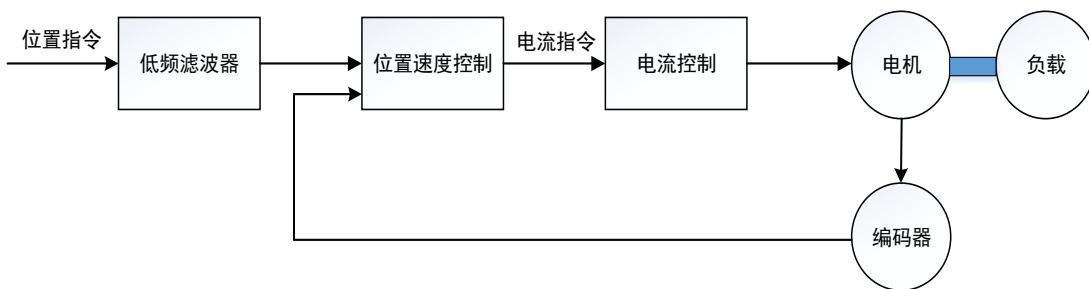 位置指令
低频滤波器
位置速度控制
电流指令
电流控制
电机
负载
编码器